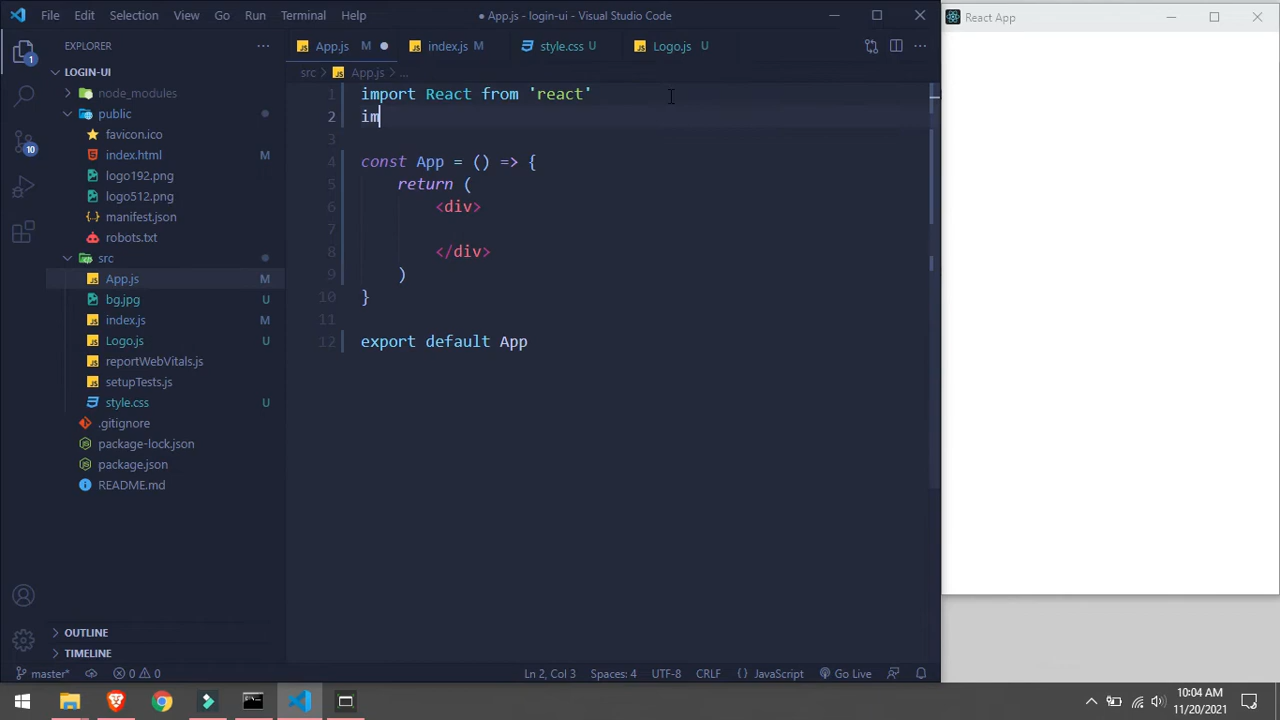 File Edit Selection View Go Run Terminal Help ● App.js - login-ui - Visual Studio Code
React App
EXPLORER ···
App.js M ● index.js M style.css U Logo.js U ···
LOGIN-UI
src > App.js > ...
node_modules
public
favicon.ico
index.html M
logo192.png
logo512.png
manifest.json
robots.txt
src
App.js M
bg.jpg U
index.js M
Logo.js U
reportWebVitals.js
setupTests.js
style.css U
.gitignore
package-lock.json
package.json
README.md
OUTLINE
TIMELINE
1
10
1 import React from 'react'
2 im
3
4 const App = () => {
5 return (
6 <div>
7
8 </div>
9 )
10 }
11
12 export default App
master* 0 0 Ln 2, Col 3 Spaces: 4 UTF-8 CRLF JavaScript Go Live
10:04 AM
11/20/2021